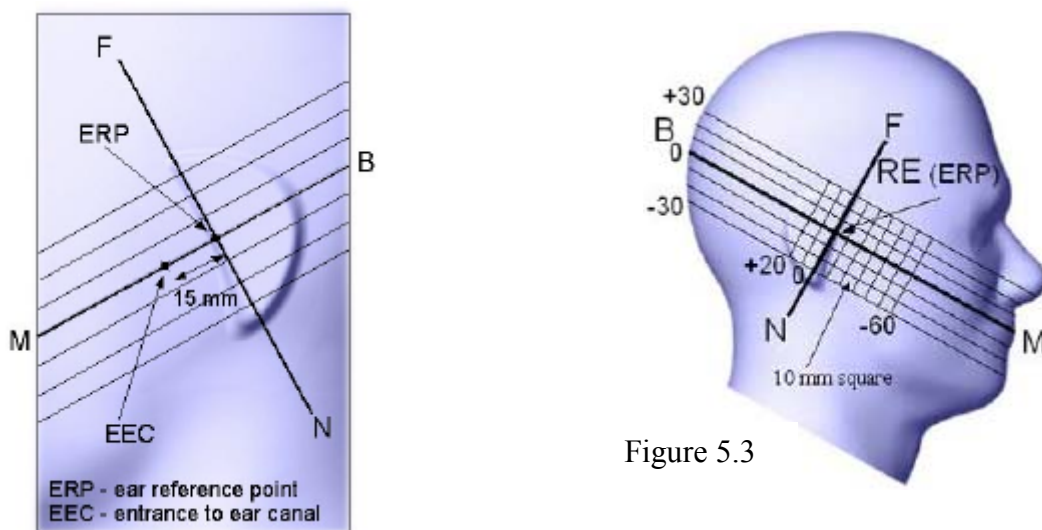 F
ERP
B
M
15 mm
EEC
N
ERP - ear reference point
EEC - entrance to ear canal
+30
B
0
-30
F
RE (ERP)
+20
0
N
-60
M
10 mm square
Figure 5.3